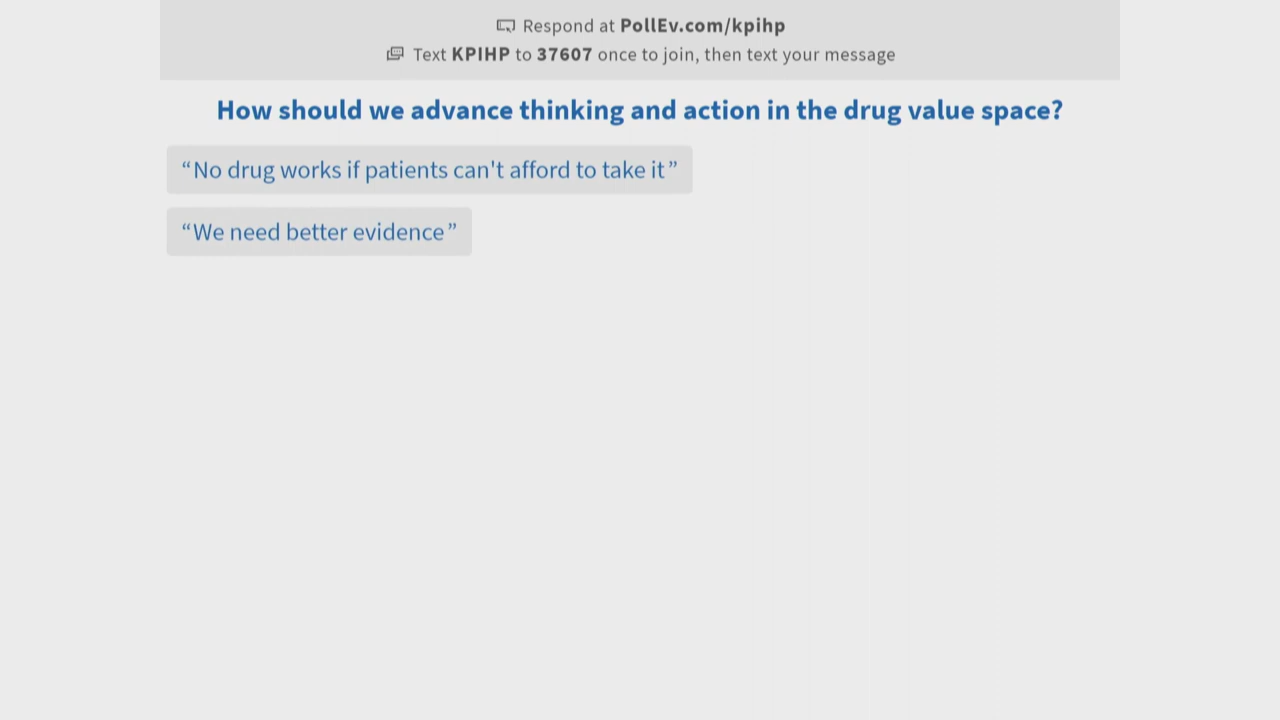 Respond at PollEv.com/kpihp
Text KPIHP to 37607 once to join, then text your message
How should we advance thinking and action in the drug value space?
“No drug works if patients can't afford to take it”
“We need better evidence”